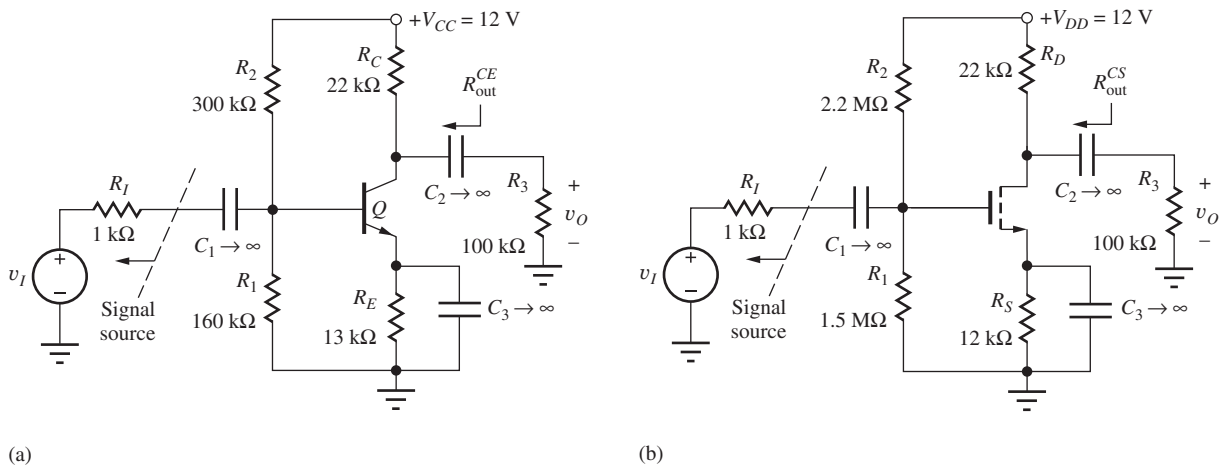 +V_CC = 12 V
R_C
22 kΩ
R_2
300 kΩ
R_out^CE
R_I
1 kΩ
C_1 → ∞
Q
C_2 → ∞
R_3
100 kΩ
+
v_O
–
v_I
+
–
Signal
source
R_1
160 kΩ
R_E
13 kΩ
C_3 → ∞
(a)
+V_DD = 12 V
R_D
22 kΩ
R_2
2.2 MΩ
R_out^CS
R_I
1 kΩ
C_1 → ∞
C_2 → ∞
R_3
100 kΩ
+
v_O
–
v_I
+
–
Signal
source
R_1
1.5 MΩ
R_S
12 kΩ
C_3 → ∞
(b)